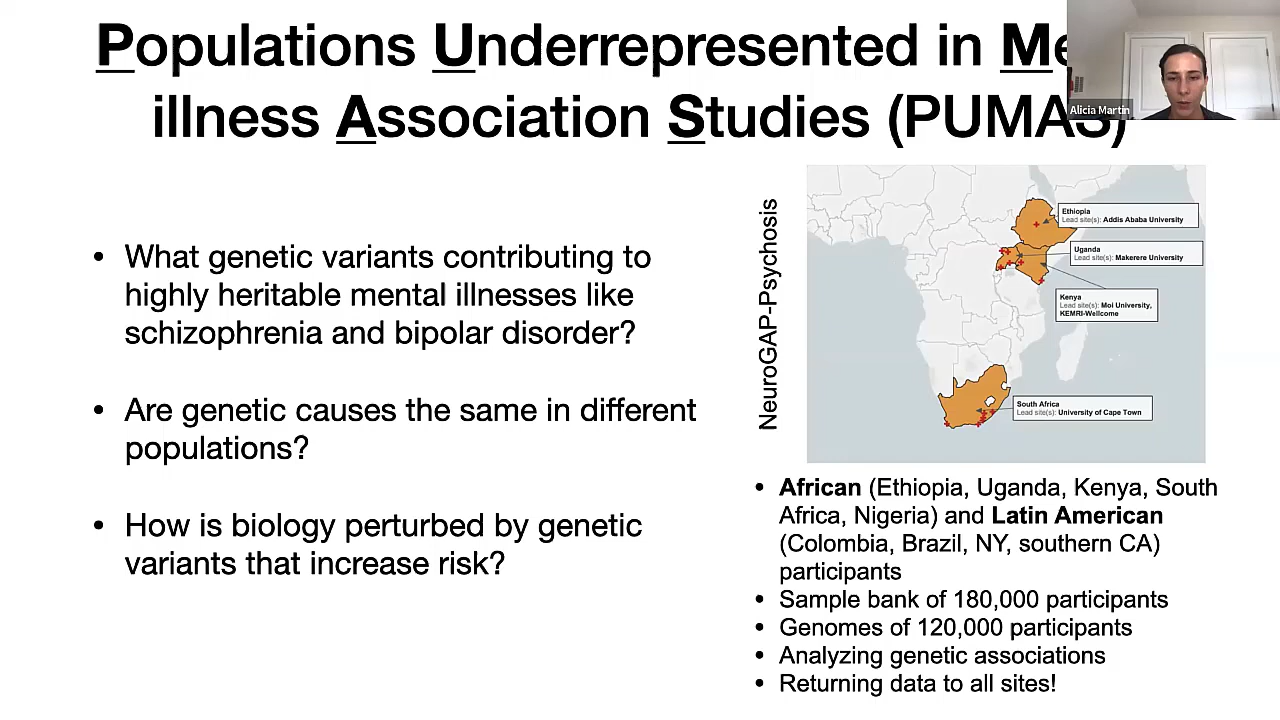 Populations Underrepresented in Me
illness Association Studies (PUMAS)
Alicia Martin
• What genetic variants contributing to
highly heritable mental illnesses like
schizophrenia and bipolar disorder?
• Are genetic causes the same in different
populations?
• How is biology perturbed by genetic
variants that increase risk?
NeuroGAP-Psychosis
Ethiopia
Lead site(s): Addis Ababa University
Uganda
Lead site(s): Makerere University
Kenya
Lead site(s): Moi University,
KEMRI-Wellcome
South Africa
Lead site(s): University of Cape Town
• African (Ethiopia, Uganda, Kenya, South
Africa, Nigeria) and Latin American
(Colombia, Brazil, NY, southern CA)
participants
• Sample bank of 180,000 participants
• Genomes of 120,000 participants
• Analyzing genetic associations
• Returning data to all sites!